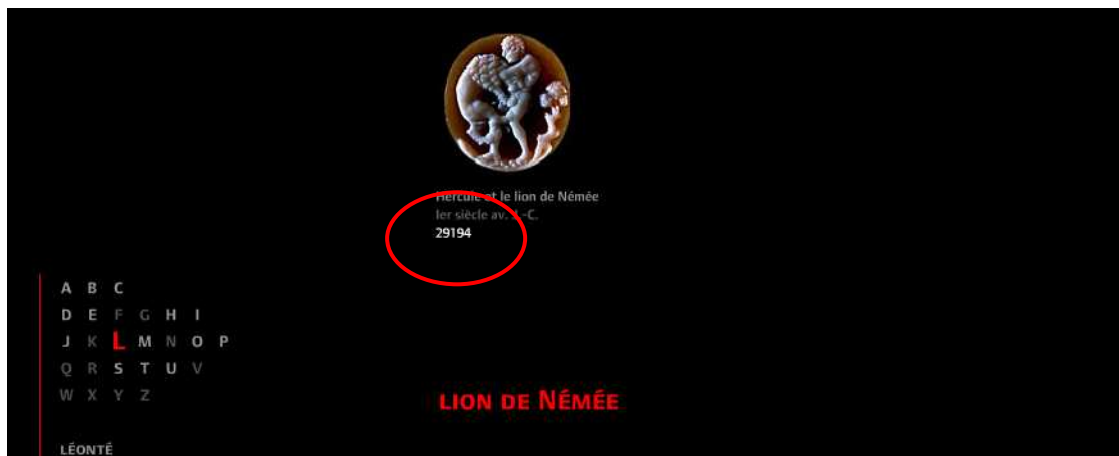 Hercule et le lion de Némée
Ier siècle av. J.-C.
29194
A B C
D E F G H I
J K L M N O P
Q R S T U V
W X Y Z
LION DE NÉMÉE
LÉONTÉ